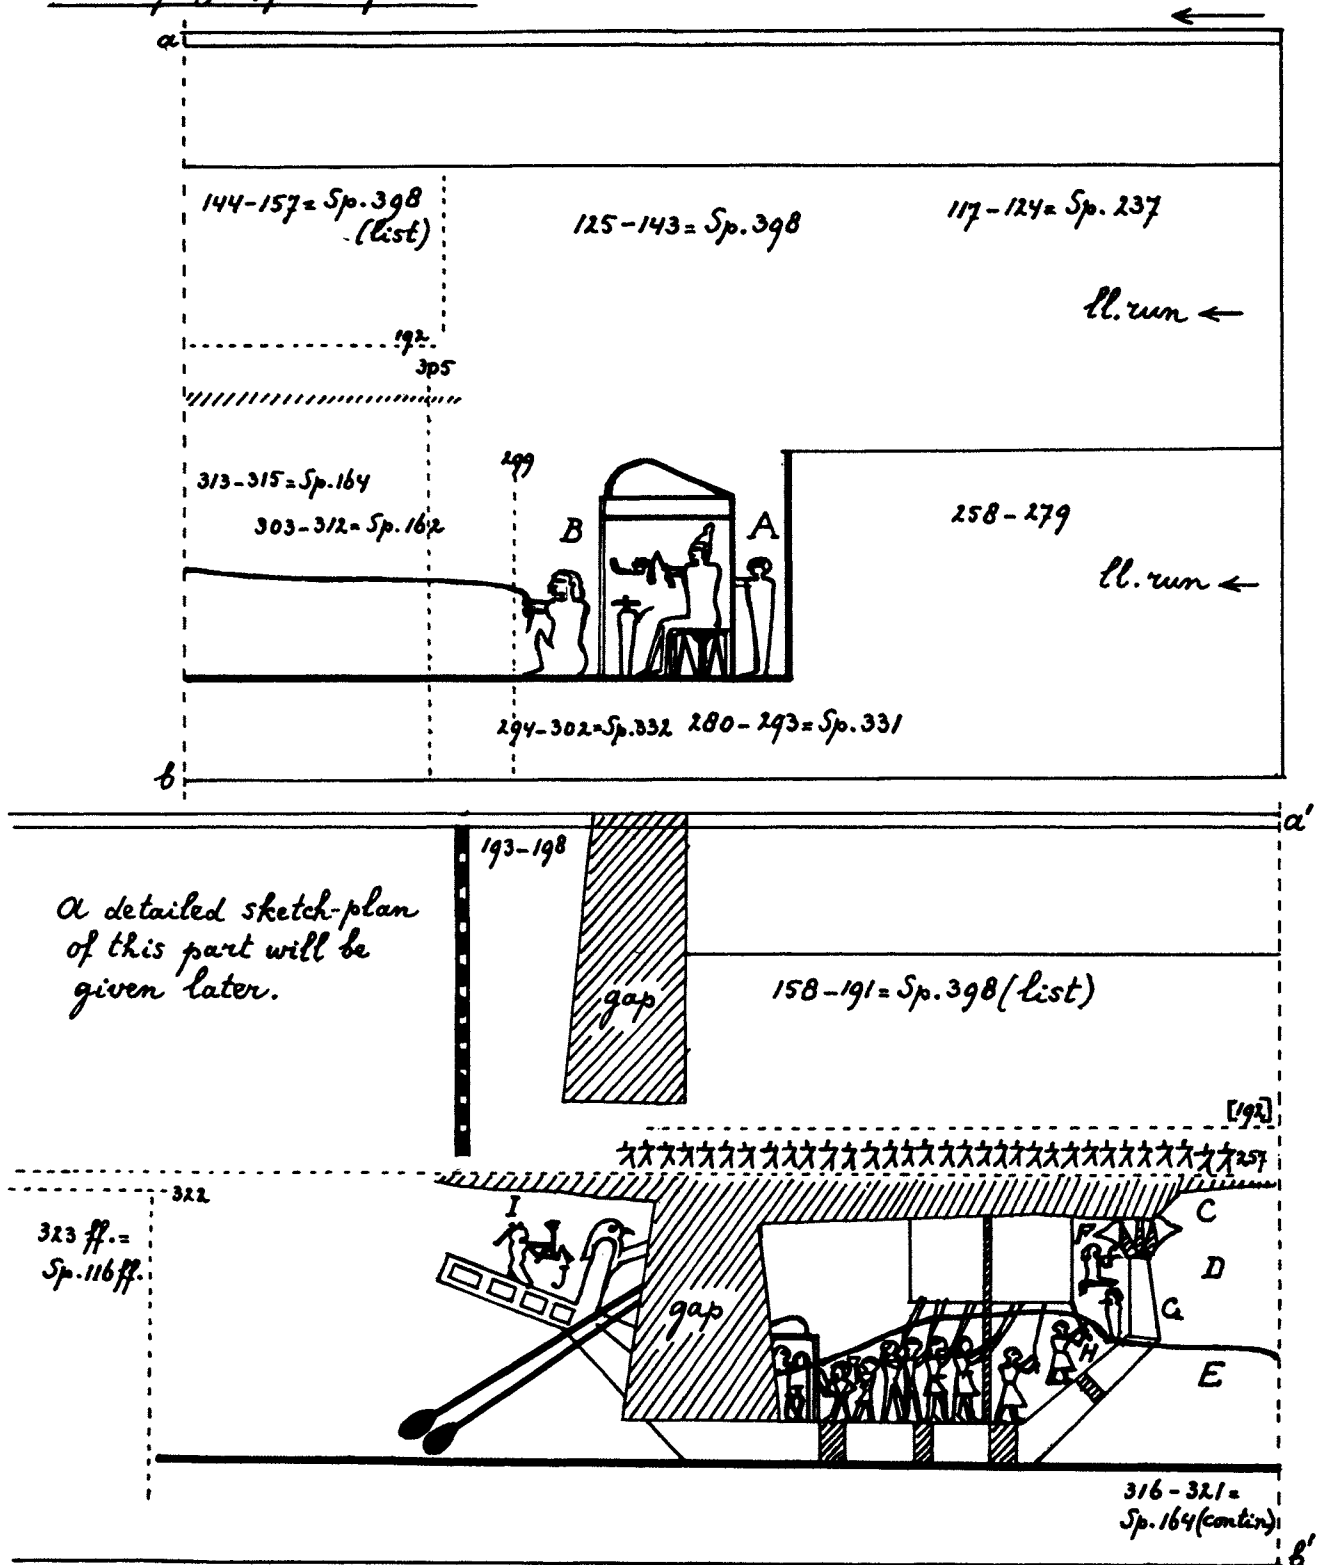 a
144-157 = Sp. 398
(list)
125-143 = Sp. 398
117-124 = Sp. 237
ll. run ←
192
305
313-315 = Sp. 164
303-312 = Sp. 162
299
B
A
258-279
ll. run ←
294-302 = Sp. 332
280-293 = Sp. 331
b
a'
193-198
A detailed sketch-plan
of this part will be
given later.
gap
158-191 = Sp. 398 (list)
[192]
257
322
323 ff. =
Sp. 116 ff.
I
J
gap
F
C
D
G
H
E
316-321 =
Sp. 164 (contin)
b'